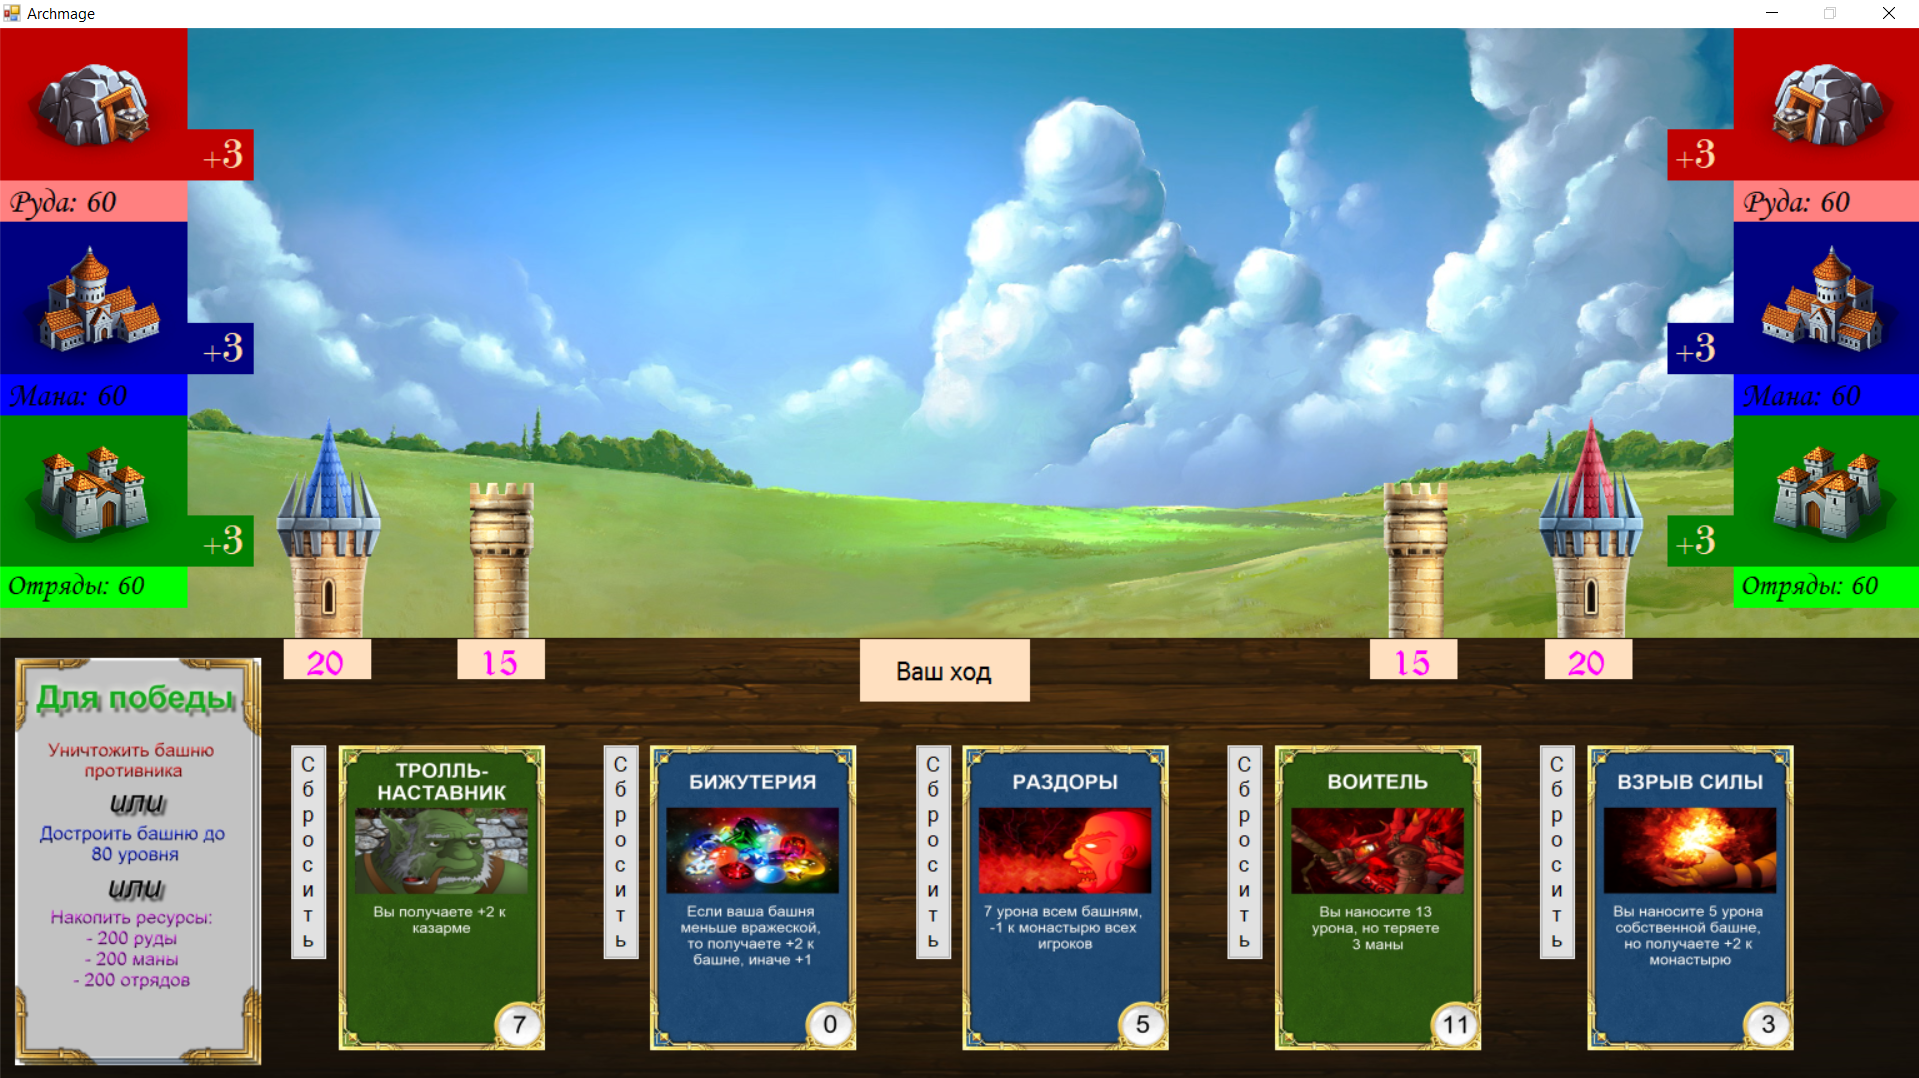 Archmage
+3
Руда: 60
+3
Мана: 60
+3
Отряды: 60
+3
Руда: 60
+3
Мана: 60
+3
Отряды: 60
20
15
Ваш ход
15
20
Для победы
Уничтожить башню
противника
или
Достроить башню до
80 уровня
или
Накопить ресурсы:
- 200 руды
- 200 маны
- 200 отрядов
Сбросить
ТРОЛЛЬ-
НАСТАВНИК
Вы получаете +2 к
казарме
7
Сбросить
БИЖУТЕРИЯ
Если ваша башня
меньше вражеской,
то получаете +2 к
башне, иначе +1
0
Сбросить
РАЗДОРЫ
7 урона всем башням,
-1 к монастырю всех
игроков
5
Сбросить
ВОИТЕЛЬ
Вы наносите 13
урона, но теряете
3 маны
11
Сбросить
ВЗРЫВ СИЛЫ
Вы наносите 5 урона
собственной башне,
но получаете +2 к
монастырю
3